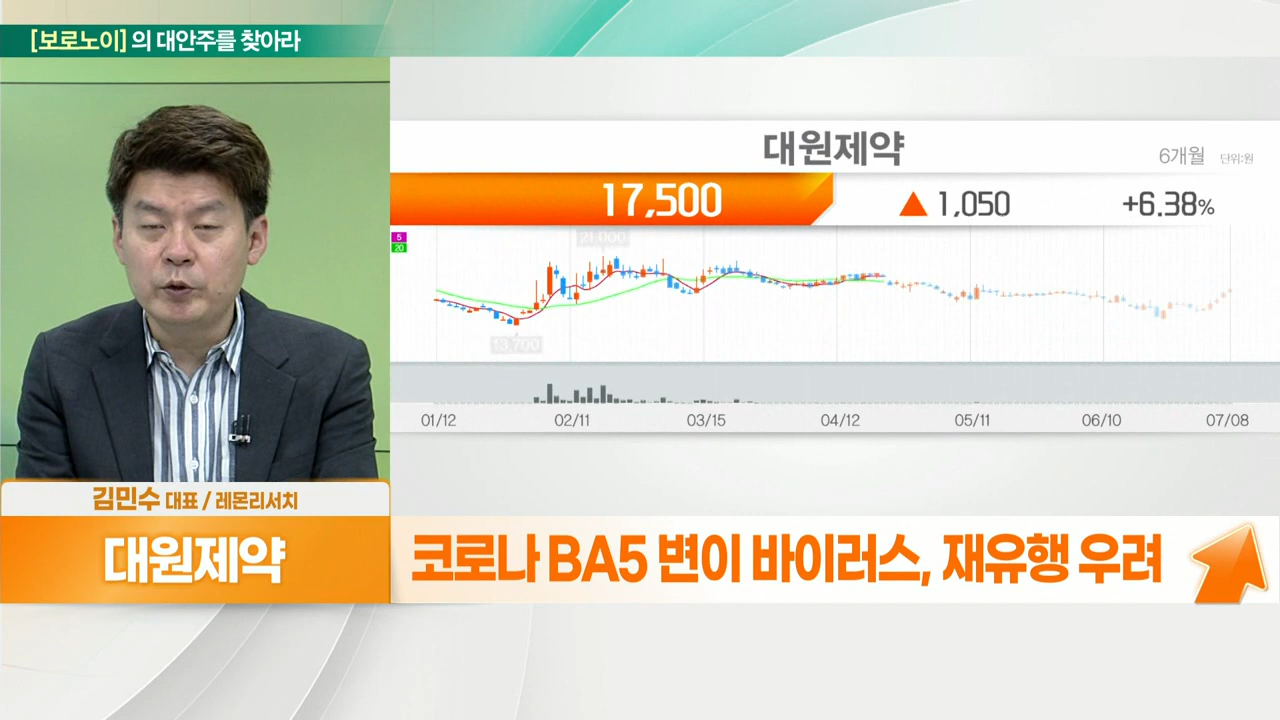 [보로노이]의 대안주를 찾아라
대원제약
6개월 단위:원
17,500 ▲ 1,050 +6.38%
5
20
21,000
13,700
01/12 02/11 03/15 04/12 05/11 06/10 07/08
김민수 대표 / 레몬리서치
대원제약
코로나 BA5 변이 바이러스, 재유행 우려